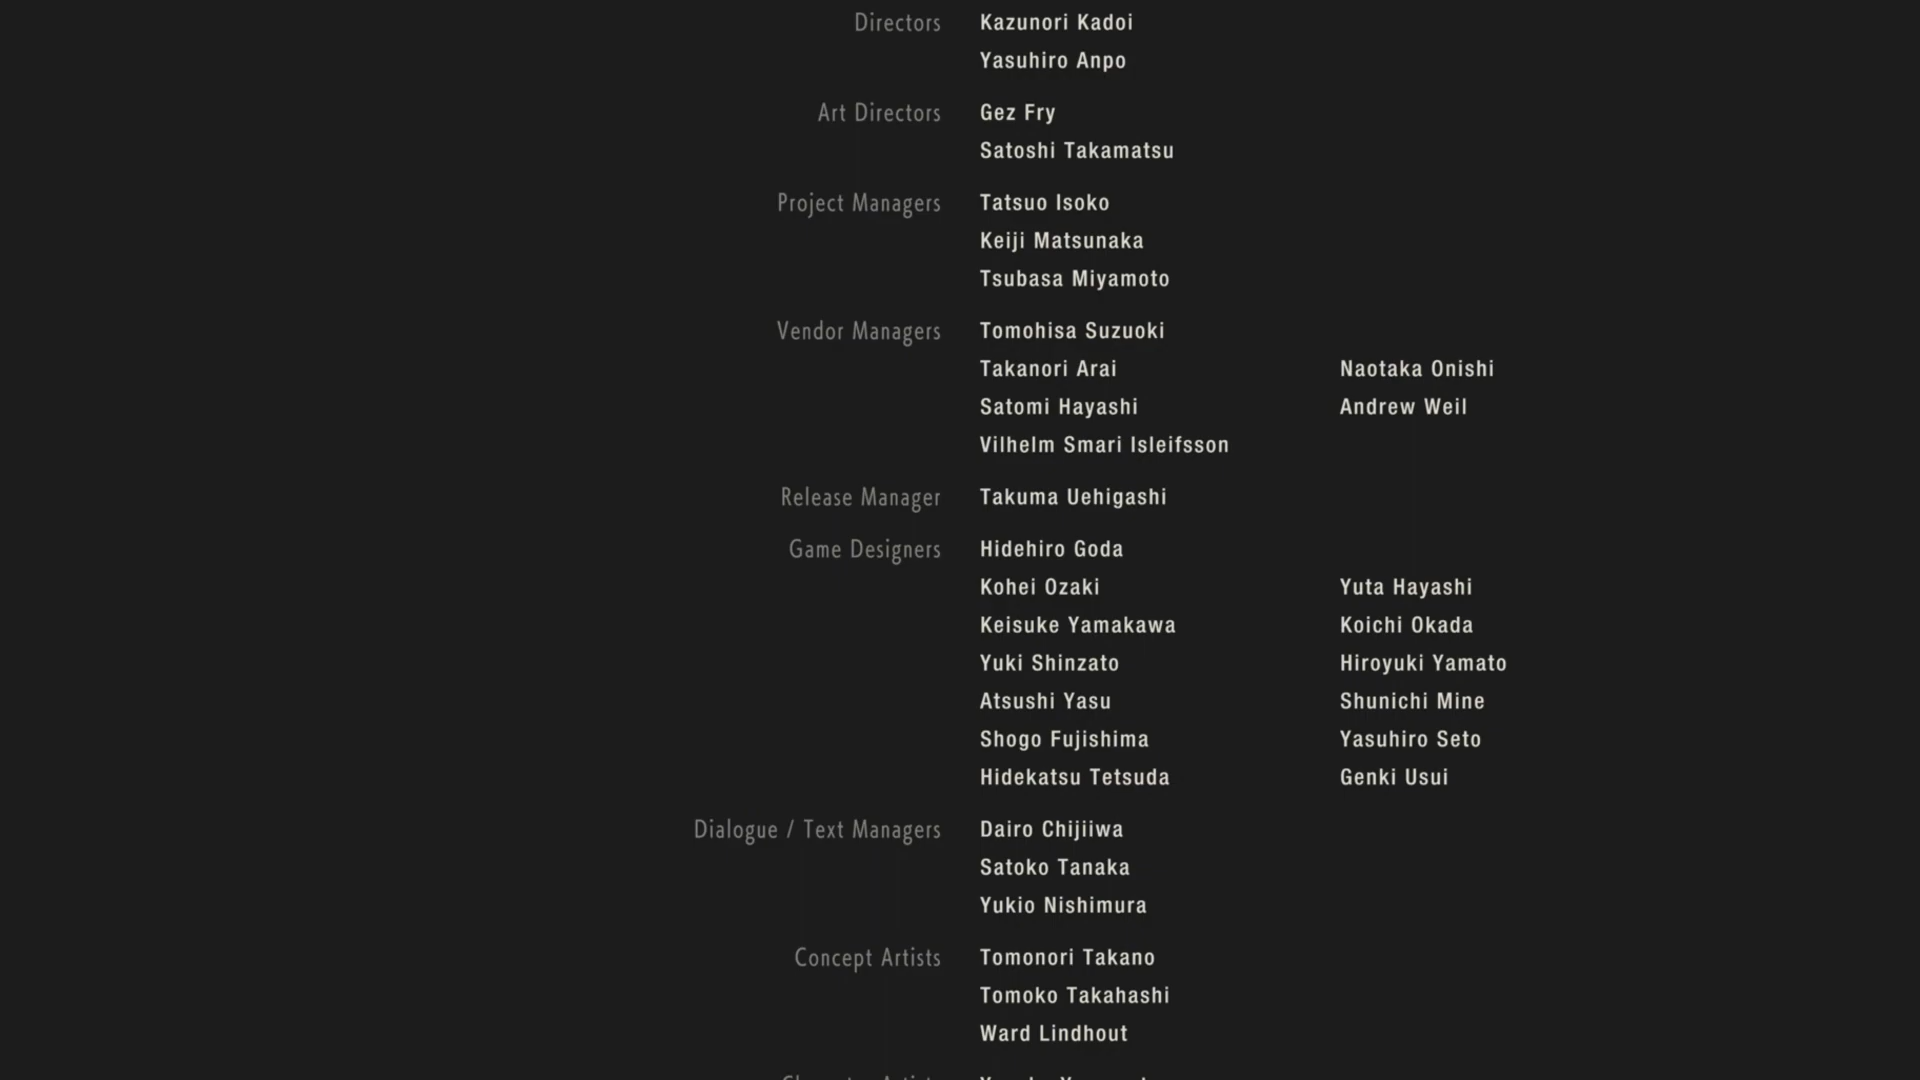 Directors Kazunori Kadoi
Yasuhiro Anpo
Art Directors Gez Fry
Satoshi Takamatsu
Project Managers Tatsuo Isoko
Keiji Matsunaka
Tsubasa Miyamoto
Vendor Managers Tomohisa Suzuoki
Takanori Arai Naotaka Onishi
Satomi Hayashi Andrew Weil
Vilhelm Smari Isleifsson
Release Manager Takuma Uehigashi
Game Designers Hidehiro Goda
Kohei Ozaki Yuta Hayashi
Keisuke Yamakawa Koichi Okada
Yuki Shinzato Hiroyuki Yamato
Atsushi Yasu Shunichi Mine
Shogo Fujishima Yasuhiro Seto
Hidekatsu Tetsuda Genki Usui
Dialogue / Text Managers Dairo Chijiiwa
Satoko Tanaka
Yukio Nishimura
Concept Artists Tomonori Takano
Tomoko Takahashi
Ward Lindhout